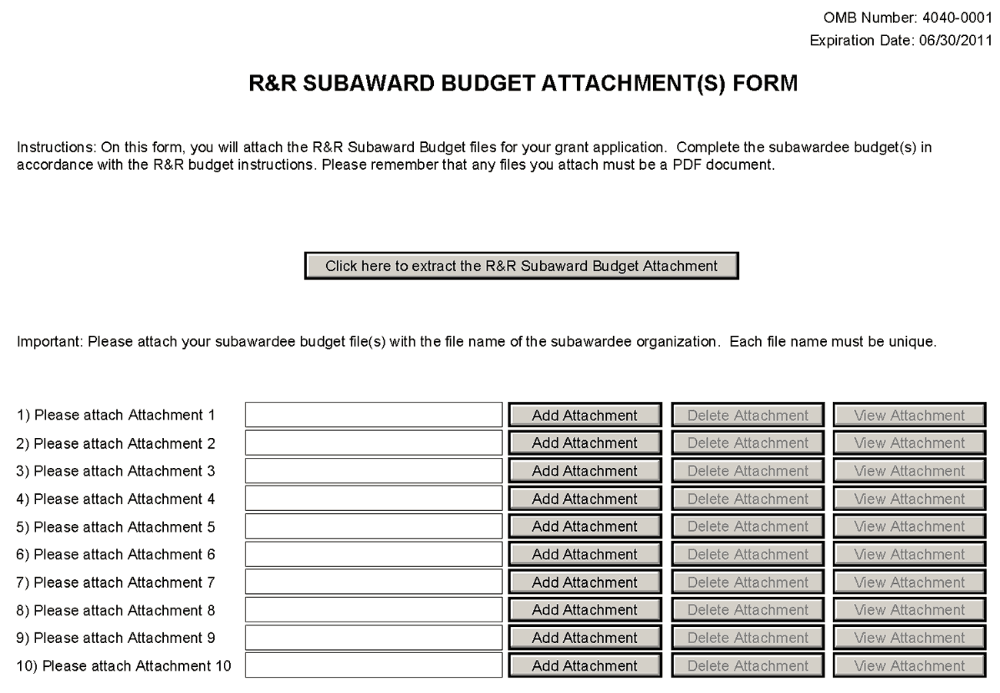 OMB Number: 4040-0001
Expiration Date: 06/30/2011
R&R SUBAWARD BUDGET ATTACHMENT(S) FORM
Instructions: On this form, you will attach the R&R Subaward Budget files for your grant application.  Complete the subawardee budget(s) in
accordance with the R&R budget instructions. Please remember that any files you attach must be a PDF document.
Click here to extract the R&R Subaward Budget Attachment
Important: Please attach your subawardee budget file(s) with the file name of the subawardee organization.  Each file name must be unique.
1) Please attach Attachment 1 Add Attachment Delete Attachment View Attachment
2) Please attach Attachment 2 Add Attachment Delete Attachment View Attachment
3) Please attach Attachment 3 Add Attachment Delete Attachment View Attachment
4) Please attach Attachment 4 Add Attachment Delete Attachment View Attachment
5) Please attach Attachment 5 Add Attachment Delete Attachment View Attachment
6) Please attach Attachment 6 Add Attachment Delete Attachment View Attachment
7) Please attach Attachment 7 Add Attachment Delete Attachment View Attachment
8) Please attach Attachment 8 Add Attachment Delete Attachment View Attachment
9) Please attach Attachment 9 Add Attachment Delete Attachment View Attachment
10) Please attach Attachment 10 Add Attachment Delete Attachment View Attachment